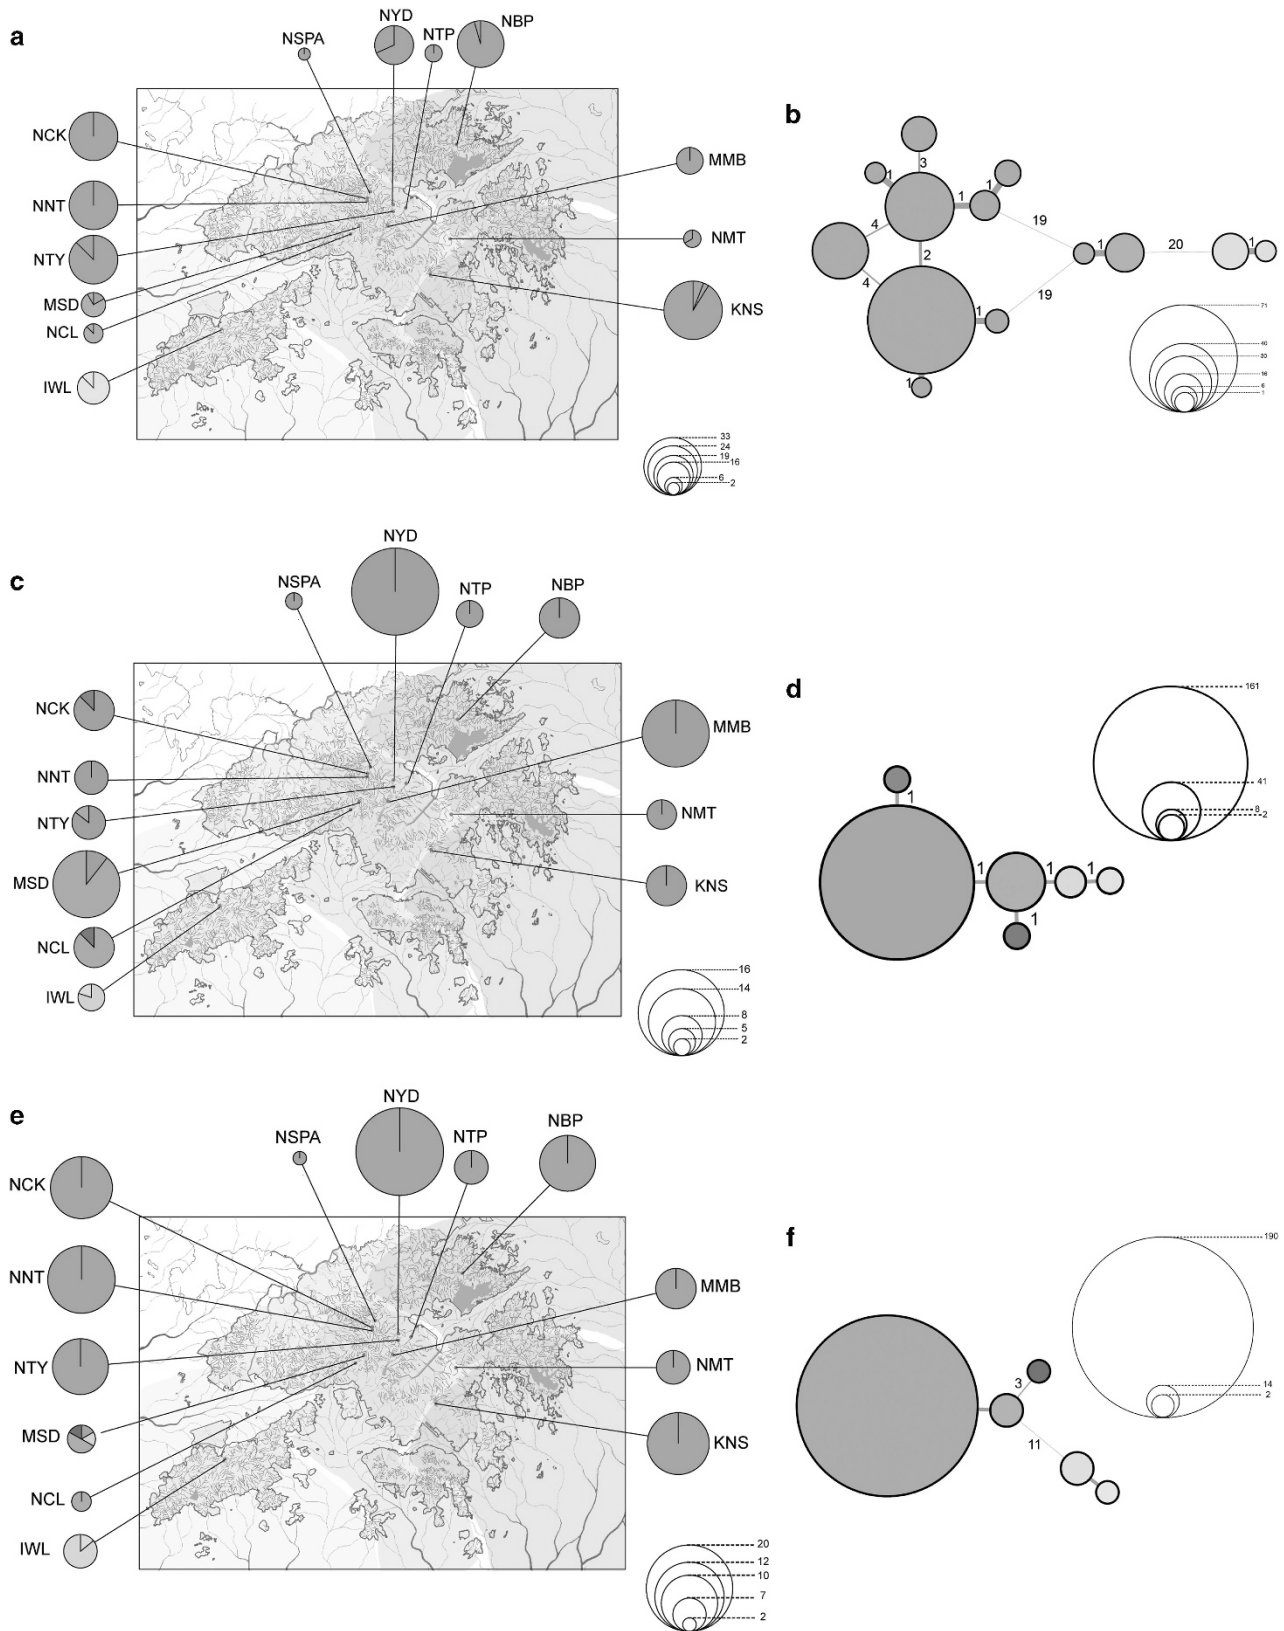 a
NYD
NBP
NSPA
NTP
NCK
NNT
NTY
MSD
NCL
IWL
MMB
NMT
KNS
33
24
19
16
6
2
b
3
1
1
1
4
2
4
19
19
1
1
1
20
1
71
40
30
16
6
1
c
NYD
NSPA
NTP
NBP
NCK
NNT
NTY
MSD
NCL
IWL
MMB
NMT
KNS
16
14
8
5
2
d
161
41
8
2
1
1
1
1
1
e
NYD
NBP
NSPA
NTP
NCK
NNT
NTY
MSD
NCL
IWL
MMB
NMT
KNS
20
12
10
7
2
f
190
14
2
3
11